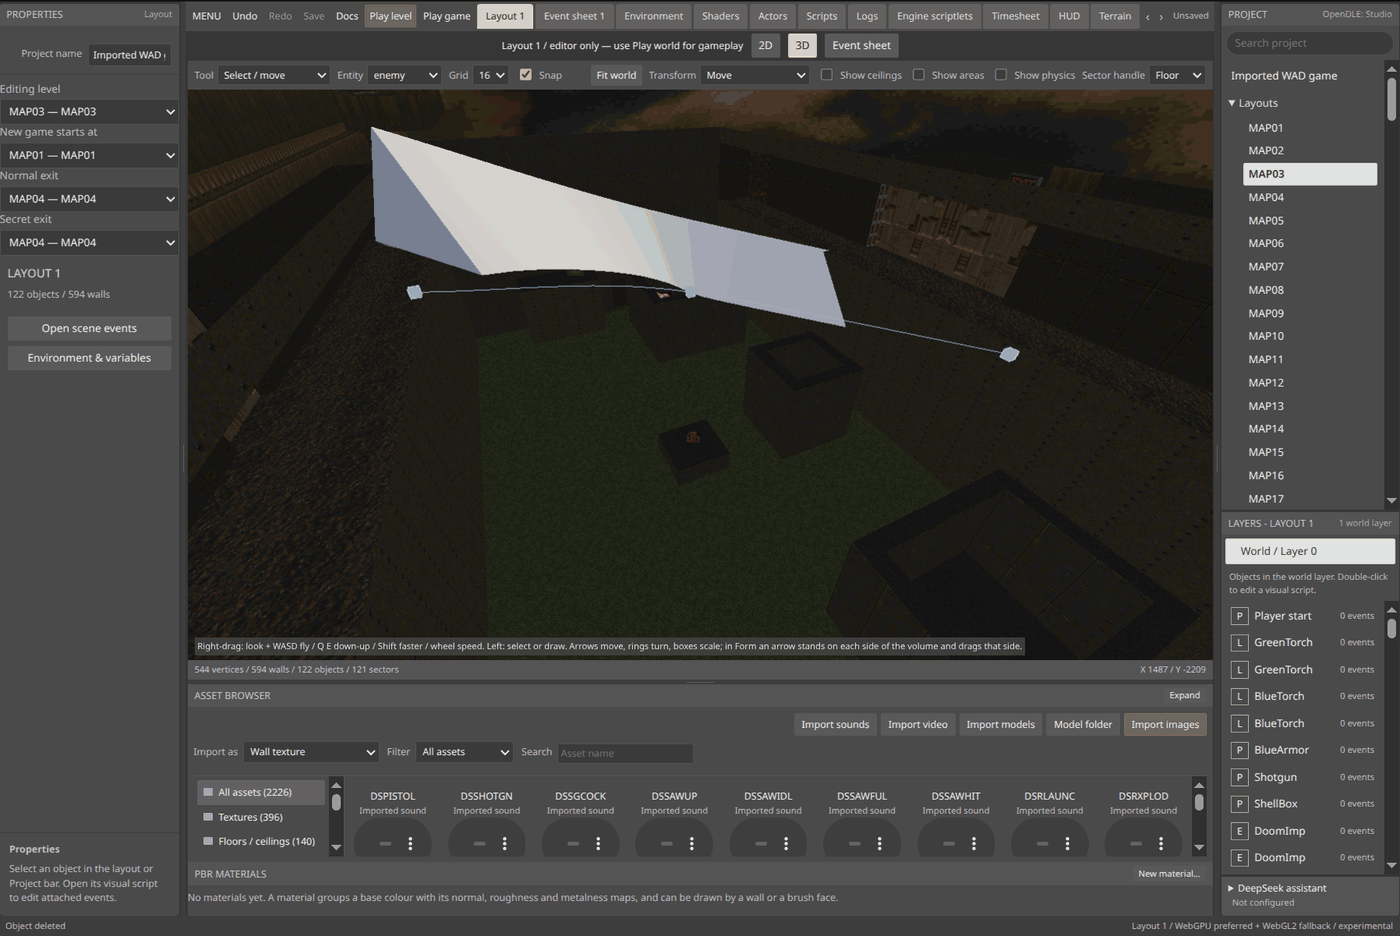 PROPERTIES Layout
Project name Imported WAD
Editing level
MAP03 — MAP03
New game starts at
MAP01 — MAP01
Normal exit
MAP04 — MAP04
Secret exit
MAP04 — MAP04
LAYOUT 1
122 objects / 594 walls
Open scene events
Environment & variables
Properties
Select an object in the layout or
Project bar. Open its visual script
to edit attached events.
MENU Undo Redo Save Docs Play level Play game Layout 1 Event sheet 1 Environment Shaders Actors Scripts Logs Engine scriptlets Timesheet HUD Terrain ‹ › Unsaved
Layout 1 / editor only — use Play world for gameplay 2D 3D Event sheet
Tool Select / move Entity enemy Grid 16 Snap Fit world Transform Move Show ceilings Show areas Show physics Sector handle Floor
Right-drag: look + WASD fly / Q E down-up / Shift faster / wheel speed. Left: select or draw. Arrows move, rings turn, boxes scale; in Form an arrow stands on each side of the volume and drags that side.
544 vertices / 594 walls / 122 objects / 121 sectors X 1487 / Y -2209
ASSET BROWSER Expand
Import sounds Import video Import models Model folder Import images
Import as Wall texture Filter All assets Search Asset name
All assets (2226)
Textures (396)
Floors / ceilings (140)
DSPISTOL DSSHOTGN DSSGCOCK DSSAWUP DSSAWIDL DSSAWFUL DSSAWHIT DSRLAUNC DSRXPLOD
Imported sound Imported sound Imported sound Imported sound Imported sound Imported sound Imported sound Imported sound Imported sound
PBR MATERIALS New material...
No materials yet. A material groups a base colour with its normal, roughness and metalness maps, and can be drawn by a wall or a brush face.
PROJECT OpenDLE: Studio
Search project
Imported WAD game
Layouts
MAP01
MAP02
MAP03
MAP04
MAP05
MAP06
MAP07
MAP08
MAP09
MAP10
MAP11
MAP12
MAP13
MAP14
MAP15
MAP16
MAP17
LAYERS - LAYOUT 1 1 world layer
World / Layer 0
Objects in the world layer. Double-click
to edit a visual script.
P Player start 0 events
L GreenTorch 0 events
L GreenTorch 0 events
L BlueTorch 0 events
L BlueTorch 0 events
P BlueArmor 0 events
P Shotgun 0 events
P ShellBox 0 events
E DoomImp 0 events
E DoomImp 0 events
DeepSeek assistant
Not configured
Object deleted Layout 1 / WebGPU preferred + WebGL2 fallback / experimental